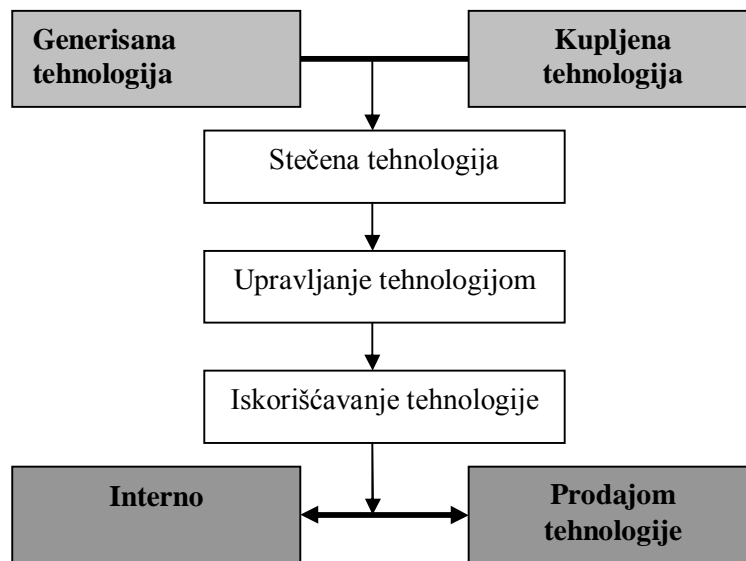 Generisana
tehnologija
Kupljena
tehnologija
Stečena tehnologija
Upravljanje tehnologijom
Iskorišćavanje tehnologije
Interno
Prodajom
tehnologije